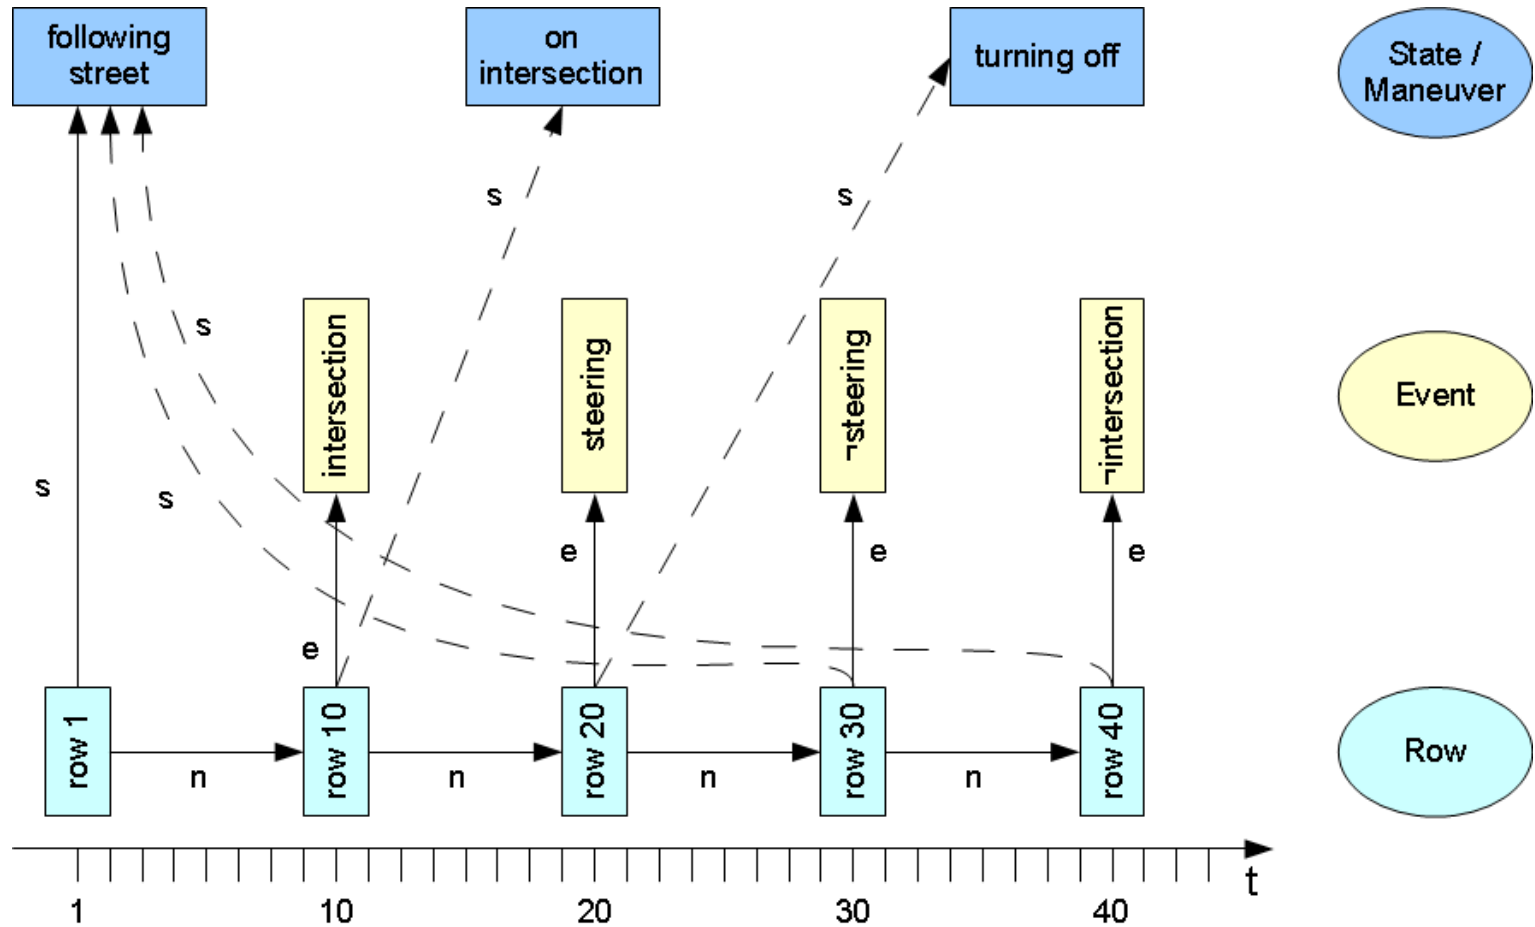 following
street
on
intersection
turning off
State /
Maneuver
s
s
s
s
s
intersection
steering
¬steering
¬intersection
Event
e
e
e
e
row 1
row 10
row 20
row 30
row 40
Row
n
n
n
n
t
1
10
20
30
40